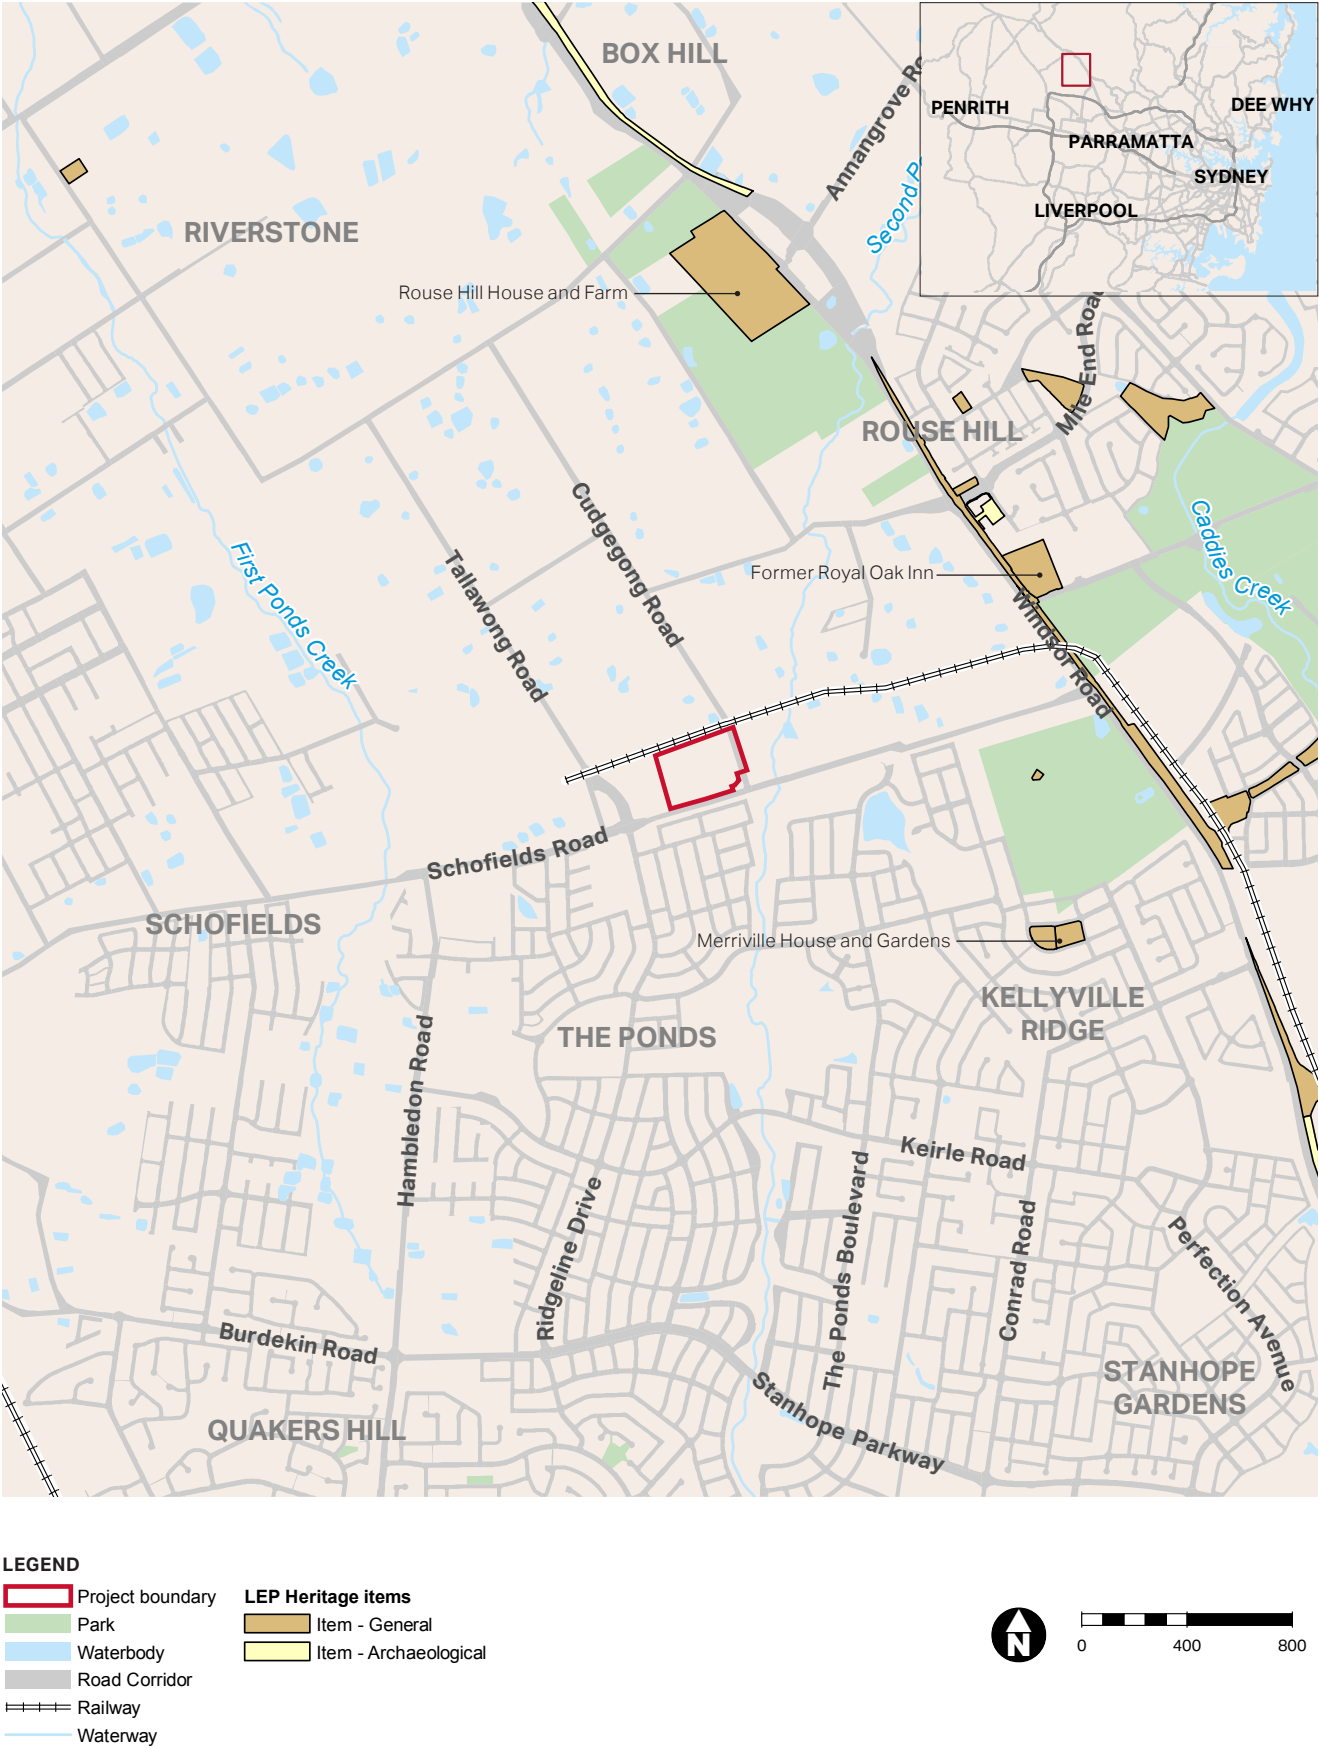 BOX HILL
Annangrove Ro
PENRITH
DEE WHY
PARRAMATTA
SYDNEY
LIVERPOOL
RIVERSTONE
Second P
Rouse Hill House and Farm
Mile End Road
ROUSE HILL
Cudgegong Road
Tallawong Road
First Ponds Creek
Caddies Creek
Former Royal Oak Inn
Windsor Road
Schofields Road
SCHOFIELDS
Merriville House and Gardens
KELLYVILLE
RIDGE
THE PONDS
Hambledon Road
Keirle Road
Ridgeline Drive
The Ponds Boulevard
Conrad Road
Perfection Avenue
Burdekin Road
Stanhope Parkway
STANHOPE
GARDENS
QUAKERS HILL
LEGEND
Project boundary
Park
Waterbody
Road Corridor
Railway
Waterway
LEP Heritage items
Item - General
Item - Archaeological
N
0 400 800